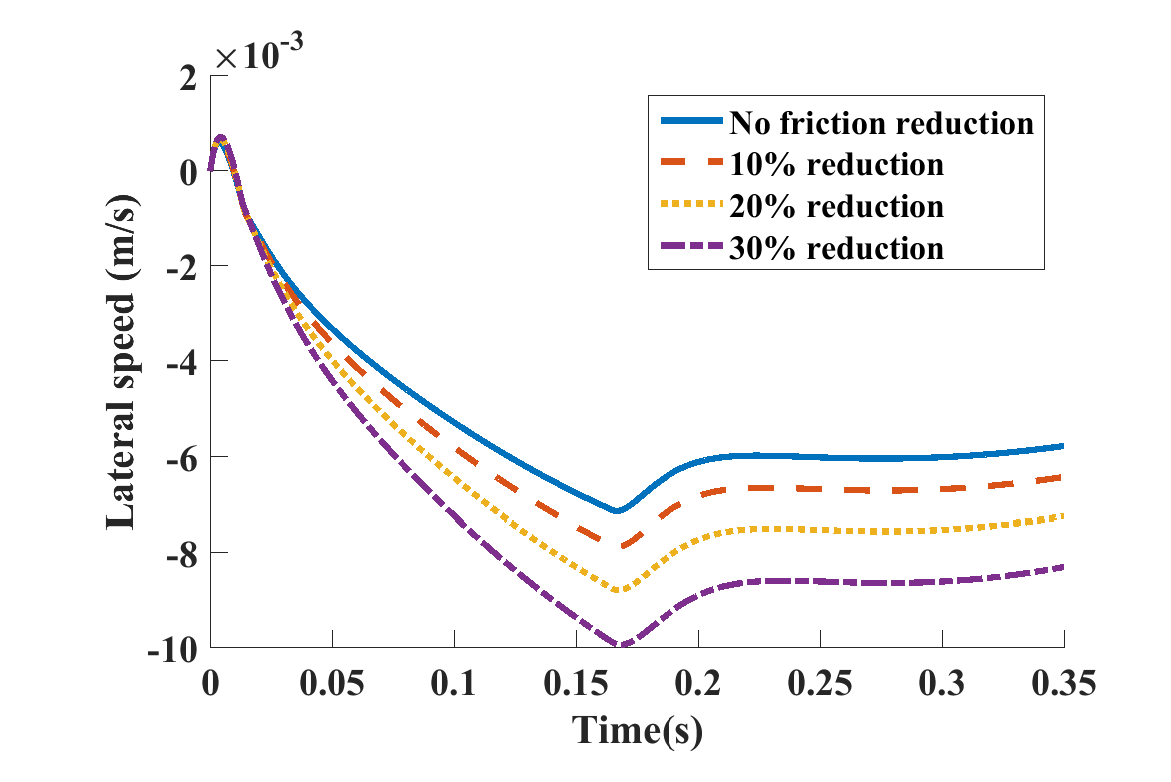 ×10-3
2
0
-2
-4
-6
-8
-10
Lateral speed (m/s)
No friction reduction
10% reduction
20% reduction
30% reduction
0 0.05 0.1 0.15 0.2 0.25 0.3 0.35
Time(s)